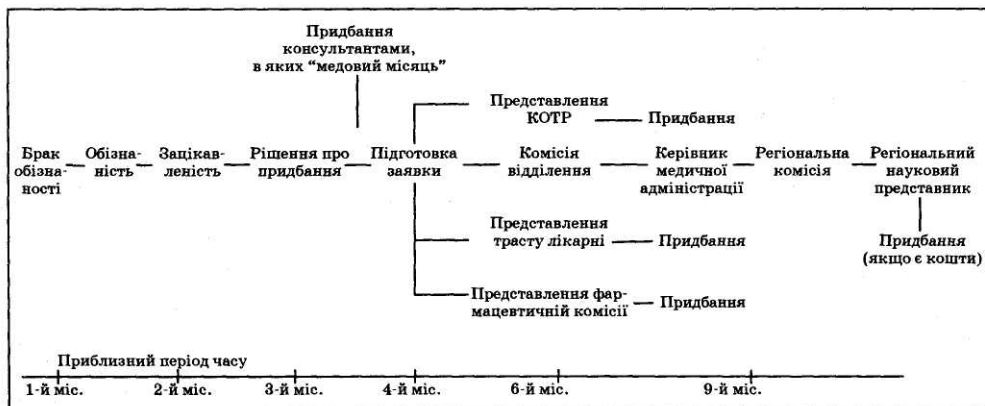 Придбання
консультантами,
в яких “медовий місяць”
Представлення
КОТР
Придбання
Брак
обізна-
ності
Обізна-
ність
Зацікав-
леність
Рішення про
придбання
Підготовка
заявки
Комісія
відділення
Керівник
медичної
адміністрації
Регіональна
комісія
Регіональний
науковий
представник
Представлення
трасту лікарні
Придбання
Придбання
(якщо є кошти)
Представлення фар-
мацевтичній комісії
Придбання
Приблизний період часу
1-й міс.
2-й міс.
3-й міс.
4-й міс.
6-й міс.
9-й міс.